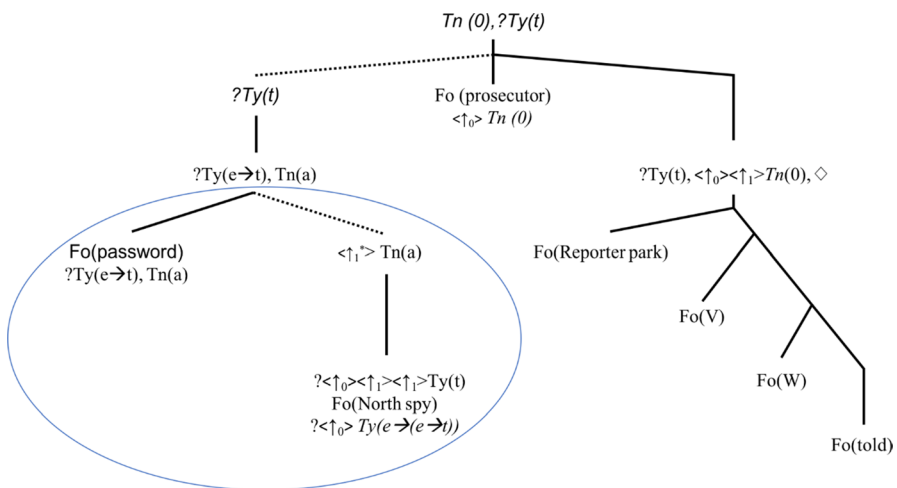 Tn (0),?Ty(t)
?Ty(t)
Fo (prosecutor)
<↑₀> Tn (0)
?Ty(e→t), Tn(a)
?Ty(t), <↑₀><↑₁>Tn(0), ◇
Fo(password)
?Ty(e→t), Tn(a)
<↑₁*> Tn(a)
Fo(Reporter park)
Fo(V)
?<↑₀><↑₁><↑₁>Ty(t)
Fo(North spy)
?<↑₀> Ty(e→(e→t))
Fo(W)
Fo(told)